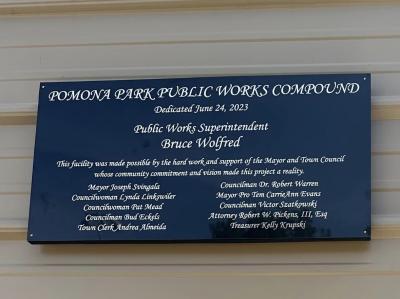 POMONA PARK PUBLIC WORKS COMPOUND
Dedicated June 24, 2023
Public Works Superintendent
Bruce Wolfred
This facility was made possible by the hard work and support of the Mayor and Town Council
whose community commitment and vision made this project a reality.
Mayor Joseph Svingala
Councilwoman Lynda Linkswiler
Councilwoman Pat Mead
Councilman Bud Eckels
Town Clerk Andrea Almeida
Councilman Dr. Robert Warren
Mayor Pro Tem CarrieAnn Evans
Councilman Victor Szatkowski
Attorney Robert W. Pickens, III, Esq
Treasurer Kelly Krupski